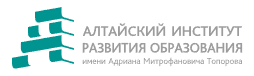 АЛТАЙСКИЙ ИНСТИТУТ
РАЗВИТИЯ ОБРАЗОВАНИЯ
имени Адриана Митрофановича Топорова